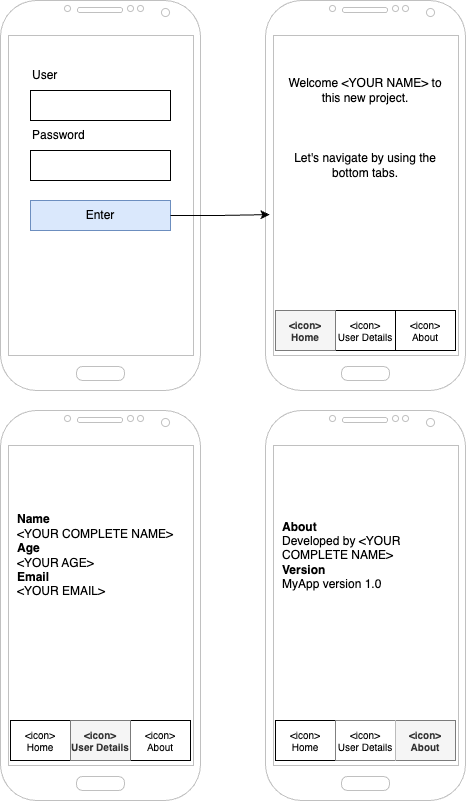 User
Password
Enter
Welcome <YOUR NAME> to
this new project.
Let's navigate by using the
bottom tabs.
<icon>
Home
<icon>
User Details
<icon>
About
Name
<YOUR COMPLETE NAME>
Age
<YOUR AGE>
Email
<YOUR EMAIL>
<icon>
Home
<icon>
User Details
<icon>
About
About
Developed by <YOUR
COMPLETE NAME>
Version
MyApp version 1.0
<icon>
Home
<icon>
User Details
<icon>
About